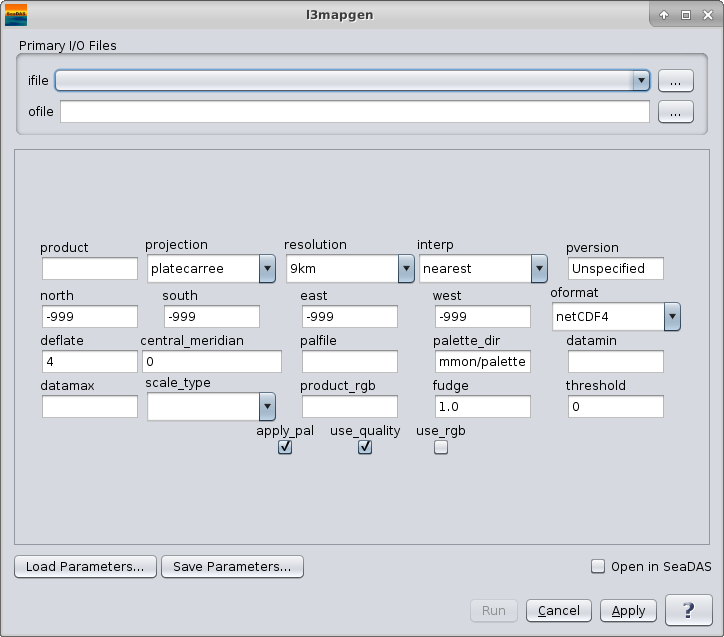 SeaDAS
l3mapgen
Primary I/O Files
ifile
...
ofile
...
product projection resolution interp pversion
platecarree 9km nearest Unspecified
north south east west oformat
-999 -999 -999 -999 netCDF4
deflate central_meridian palfile palette_dir datamin
4 0 mmon/palette
datamax scale_type product_rgb fudge threshold
1.0 0
apply_pal use_quality use_rgb
Load Parameters... Save Parameters... Open in SeaDAS
Run Cancel Apply ?